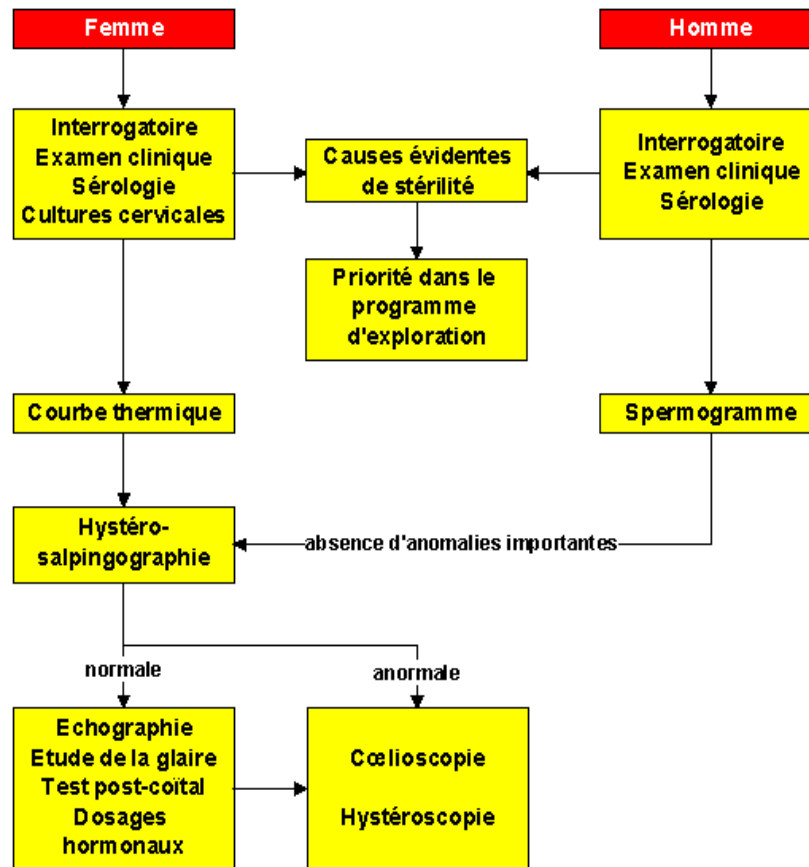 Femme
Homme
Interrogatoire
Examen clinique
Sérologie
Cultures cervicales
Causes évidentes
de stérilité
Interrogatoire
Examen clinique
Sérologie
Priorité dans le
programme
d'exploration
Courbe thermique
Spermogramme
Hystéro-
salpingographie
absence d'anomalies importantes
normale
anormale
Echographie
Etude de la glaire
Test post-coïtal
Dosages
hormonaux
Cœlioscopie
Hystéroscopie